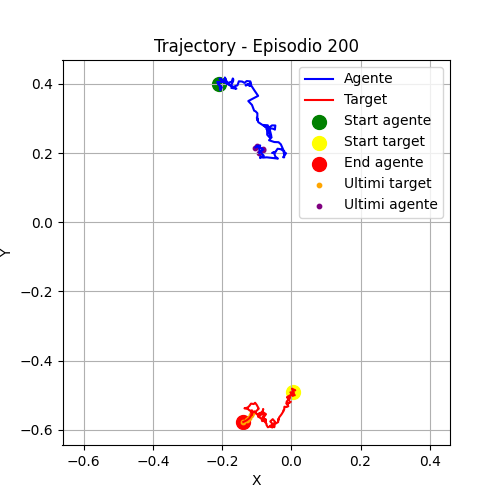 Trajectory - Episodio 200
Agente
Target
Start agente
Start target
End agente
Ultimi target
Ultimi agente
0.4
0.2
0.0
−0.2
−0.4
−0.6
Y
−0.6
−0.4
−0.2
0.0
0.2
0.4
X